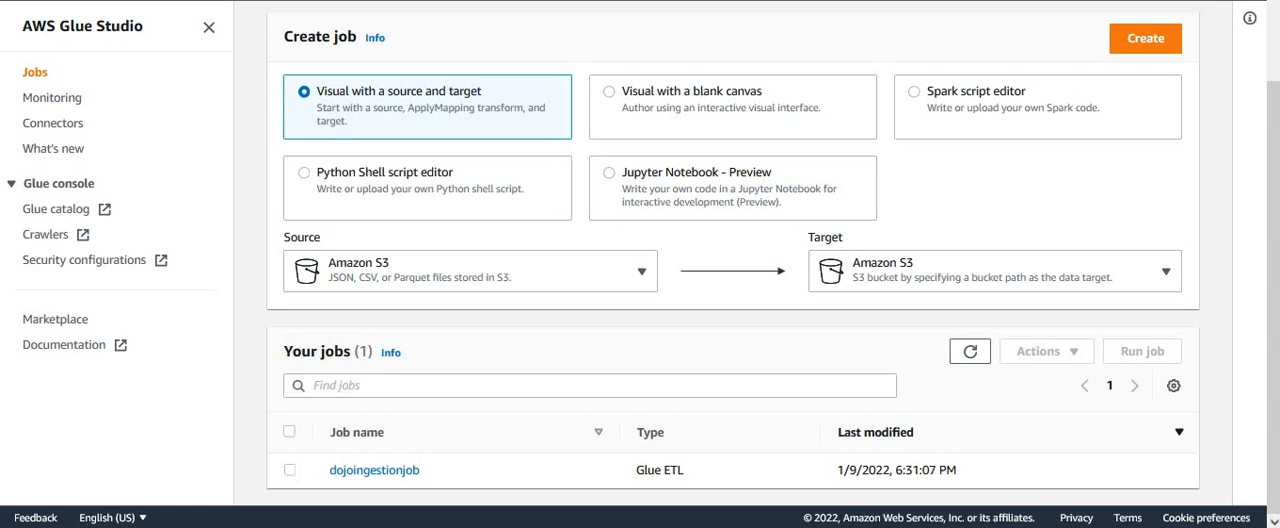 AWS Glue Studio
Jobs
Monitoring
Connectors
What's new
Glue console
Glue catalog
Crawlers
Security configurations
Marketplace
Documentation
Create job Info
Create
Visual with a source and target
Start with a source, ApplyMapping transform, and
target.
Visual with a blank canvas
Author using an interactive visual interface.
Spark script editor
Write or upload your own Spark code.
Python Shell script editor
Write or upload your own Python shell script.
Jupyter Notebook - Preview
Write your own code in a Jupyter Notebook for
interactive development (Preview).
Source
Amazon S3
JSON, CSV, or Parquet files stored in S3.
Target
Amazon S3
S3 bucket by specifying a bucket path as the data target.
Your jobs (1) Info
Actions
Run job
Find jobs
1
Job name Type Last modified
dojoingestionjob Glue ETL 1/9/2022, 6:31:07 PM
Feedback English (US) © 2022, Amazon Web Services, Inc. or its affiliates. Privacy Terms Cookie preferences